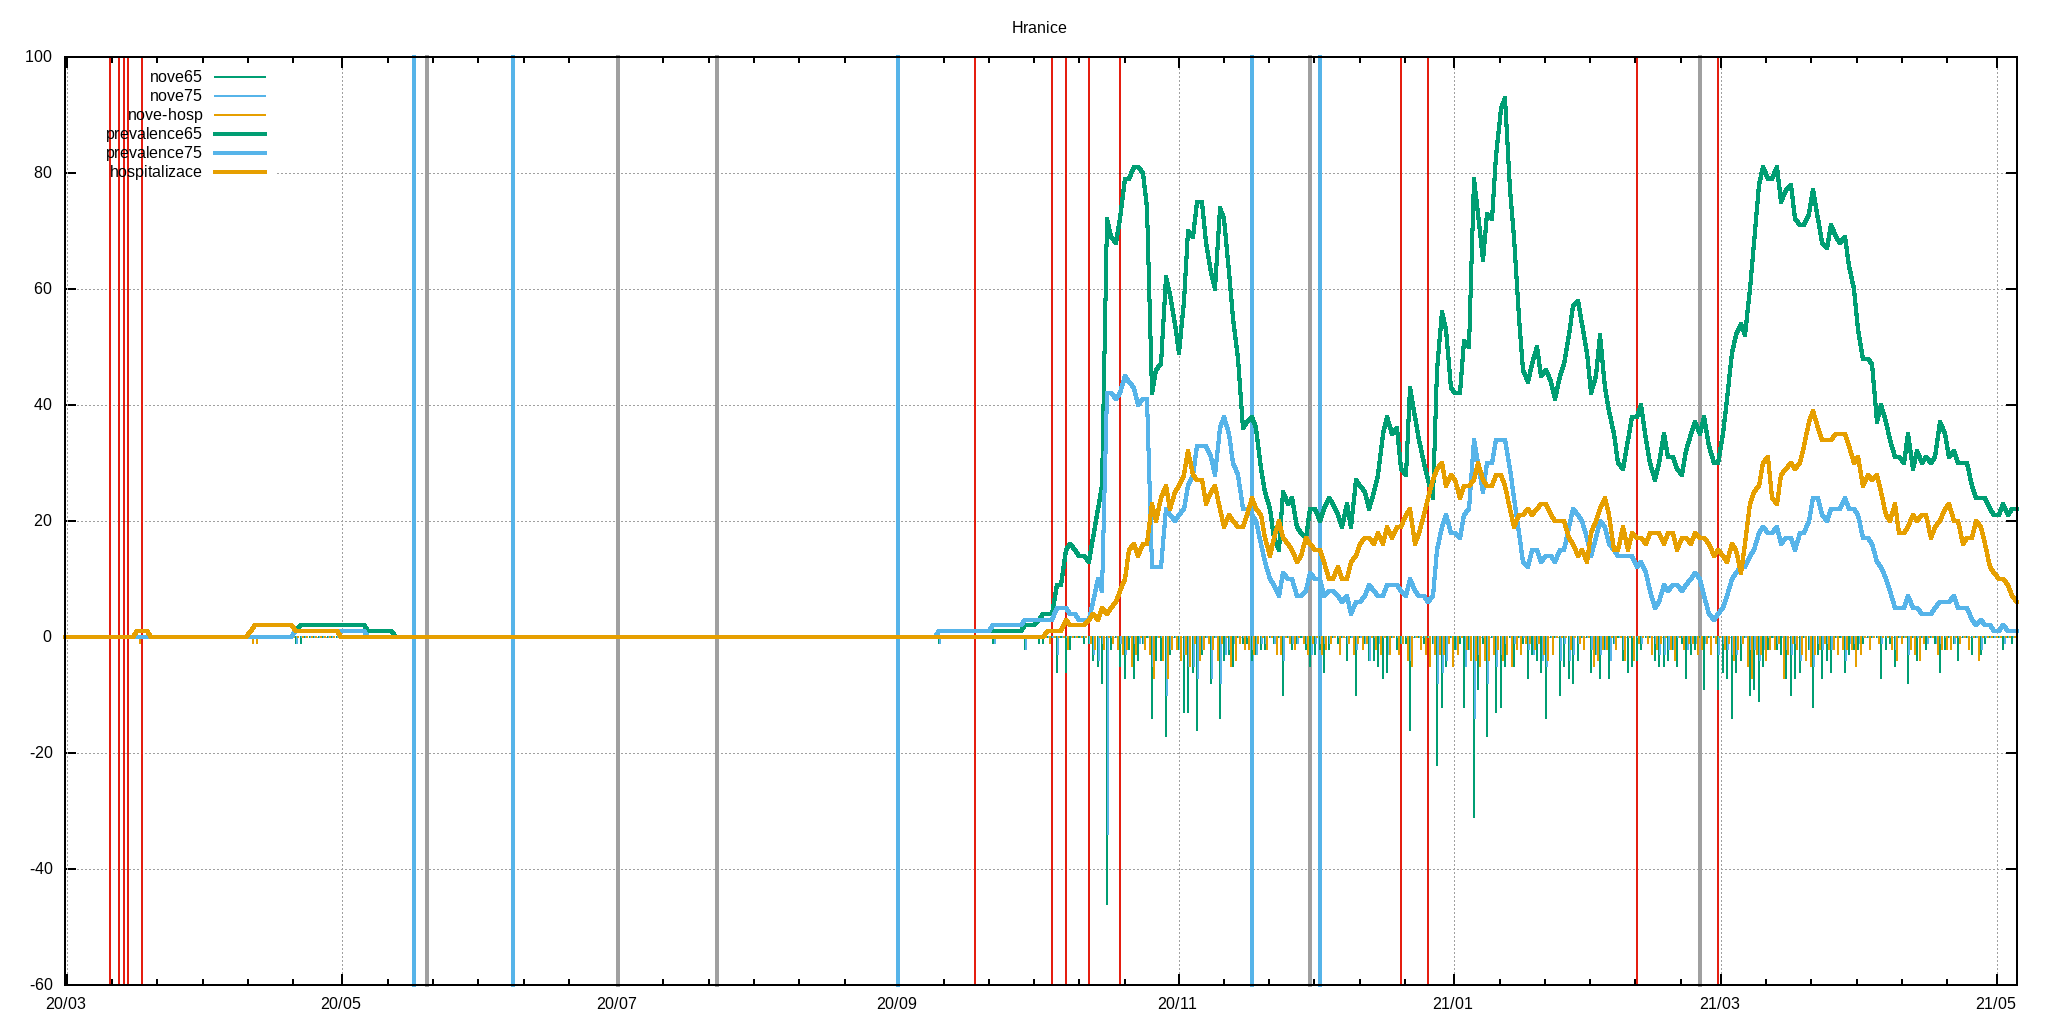 Hranice
100
80
60
40
20
0
-20
-40
-60
nove65
nove75
nove-hosp
prevalence65
prevalence75
hospitalizace
20/03 20/05 20/07 20/09 20/11 21/01 21/03 21/05